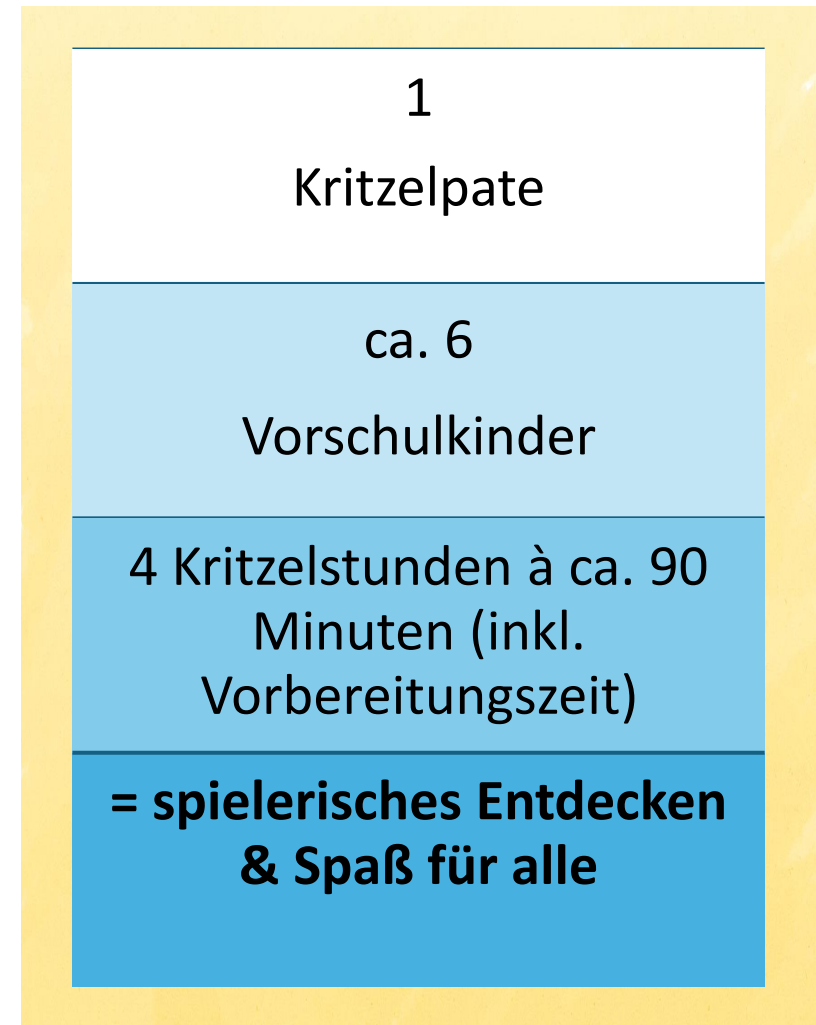 1
Kritzelpate
ca. 6
Vorschulkinder
4 Kritzelstunden à ca. 90
Minuten (inkl.
Vorbereitungszeit)
= spielerisches Entdecken
& Spaß für alle